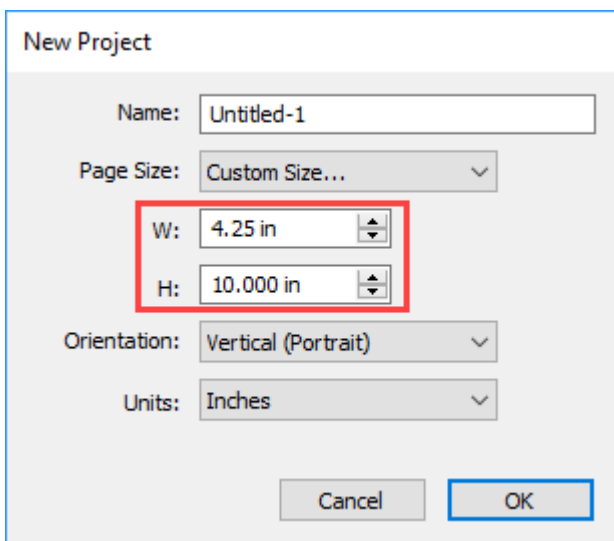 New Project
Name: Untitled-1
Page Size: Custom Size...
W: 4.25 in
H: 10.000 in
Orientation: Vertical (Portrait)
Units: Inches
Cancel OK